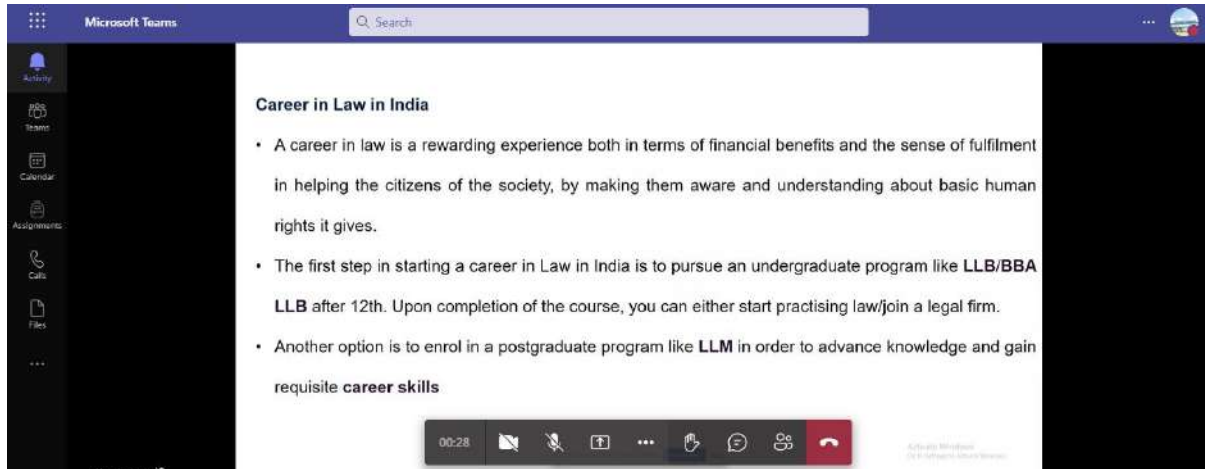 Microsoft Teams
Search
Activity
Teams
Calendar
Assignments
Calls
Files
Career in Law in India
• A career in law is a rewarding experience both in terms of financial benefits and the sense of fulfilment
in helping the citizens of the society, by making them aware and understanding about basic human
rights it gives.
• The first step in starting a career in Law in India is to pursue an undergraduate program like LLB/BBA
LLB after 12th. Upon completion of the course, you can either start practising law/join a legal firm.
• Another option is to enrol in a postgraduate program like LLM in order to advance knowledge and gain
requisite career skills
00:28
Activate Windows